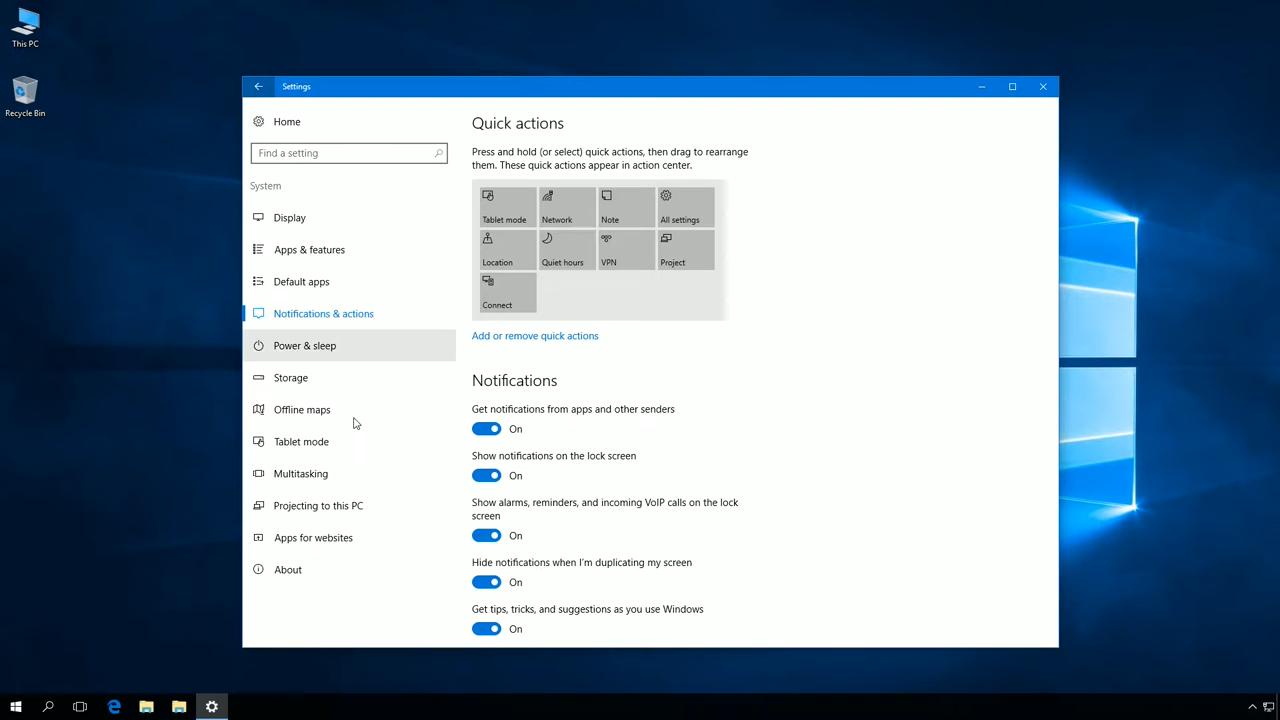 This PC
Recycle Bin
Settings
Home
Find a setting
System
Display
Apps & features
Default apps
Notifications & actions
Power & sleep
Storage
Offline maps
Tablet mode
Multitasking
Projecting to this PC
Apps for websites
About
Quick actions
Press and hold (or select) quick actions, then drag to rearrange
them. These quick actions appear in action center.
Tablet mode
Network
Note
All settings
Location
Quiet hours
VPN
Project
Connect
Add or remove quick actions
Notifications
Get notifications from apps and other senders
On
Show notifications on the lock screen
On
Show alarms, reminders, and incoming VoIP calls on the lock
screen
On
Hide notifications when I'm duplicating my screen
On
Get tips, tricks, and suggestions as you use Windows
On